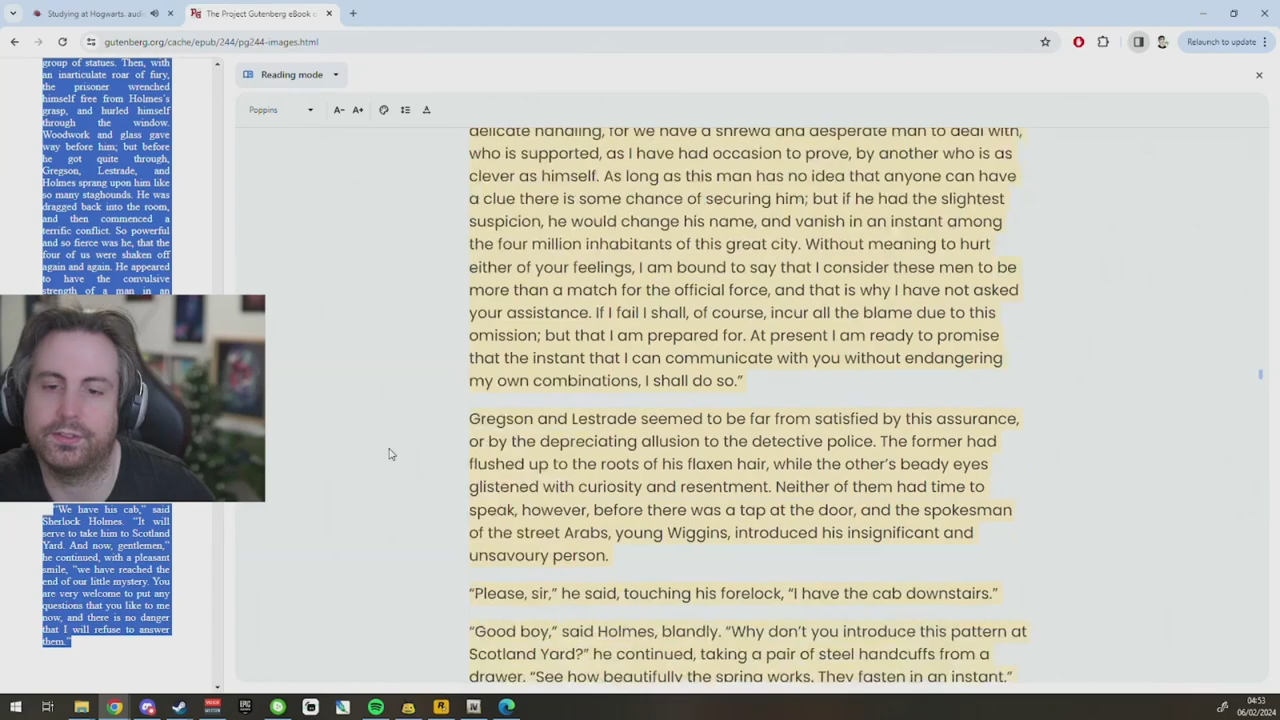 Studying at Hogwarts. audi
The Project Gutenberg eBook o
gutenberg.org/cache/epub/244/pg244-images.html
Relaunch to update
group of statues. Then, with
an inarticulate roar of fury,
the prisoner wrenched
himself free from Holmes's
grasp, and hurled himself
through the window.
Woodwork and glass gave
way before him; but before
he got quite through,
Gregson, Lestrade, and
Holmes sprang upon him like
so many staghounds. He was
dragged back into the room,
and then commenced a
terrific conflict. So powerful
and so fierce was he, that the
four of us were shaken off
again and again. He appeared
to have the convulsive
strength of a man in an
“We have his cab,” said
Sherlock Holmes. “It will
serve to take him to Scotland
Yard. And now, gentlemen,”
he continued, with a pleasant
smile, “we have reached the
end of our little mystery. You
are very welcome to put any
questions that you like to me
now, and there is no danger
that I will refuse to answer
them.”
Reading mode
Poppins
A-
A+
delicate handling, for we have a shrewd and desperate man to deal with,
who is supported, as I have had occasion to prove, by another who is as
clever as himself. As long as this man has no idea that anyone can have
a clue there is some chance of securing him; but if he had the slightest
suspicion, he would change his name, and vanish in an instant among
the four million inhabitants of this great city. Without meaning to hurt
either of your feelings, I am bound to say that I consider these men to be
more than a match for the official force, and that is why I have not asked
your assistance. If I fail I shall, of course, incur all the blame due to this
omission; but that I am prepared for. At present I am ready to promise
that the instant that I can communicate with you without endangering
my own combinations, I shall do so.”
Gregson and Lestrade seemed to be far from satisfied by this assurance,
or by the depreciating allusion to the detective police. The former had
flushed up to the roots of his flaxen hair, while the other’s beady eyes
glistened with curiosity and resentment. Neither of them had time to
speak, however, before there was a tap at the door, and the spokesman
of the street Arabs, young Wiggins, introduced his insignificant and
unsavoury person.
“Please, sir,” he said, touching his forelock, “I have the cab downstairs.”
“Good boy,” said Holmes, blandly. “Why don’t you introduce this pattern at
Scotland Yard?” he continued, taking a pair of steel handcuffs from a
drawer. “See how beautifully the spring works. They fasten in an instant.”
04:53
06/02/2024